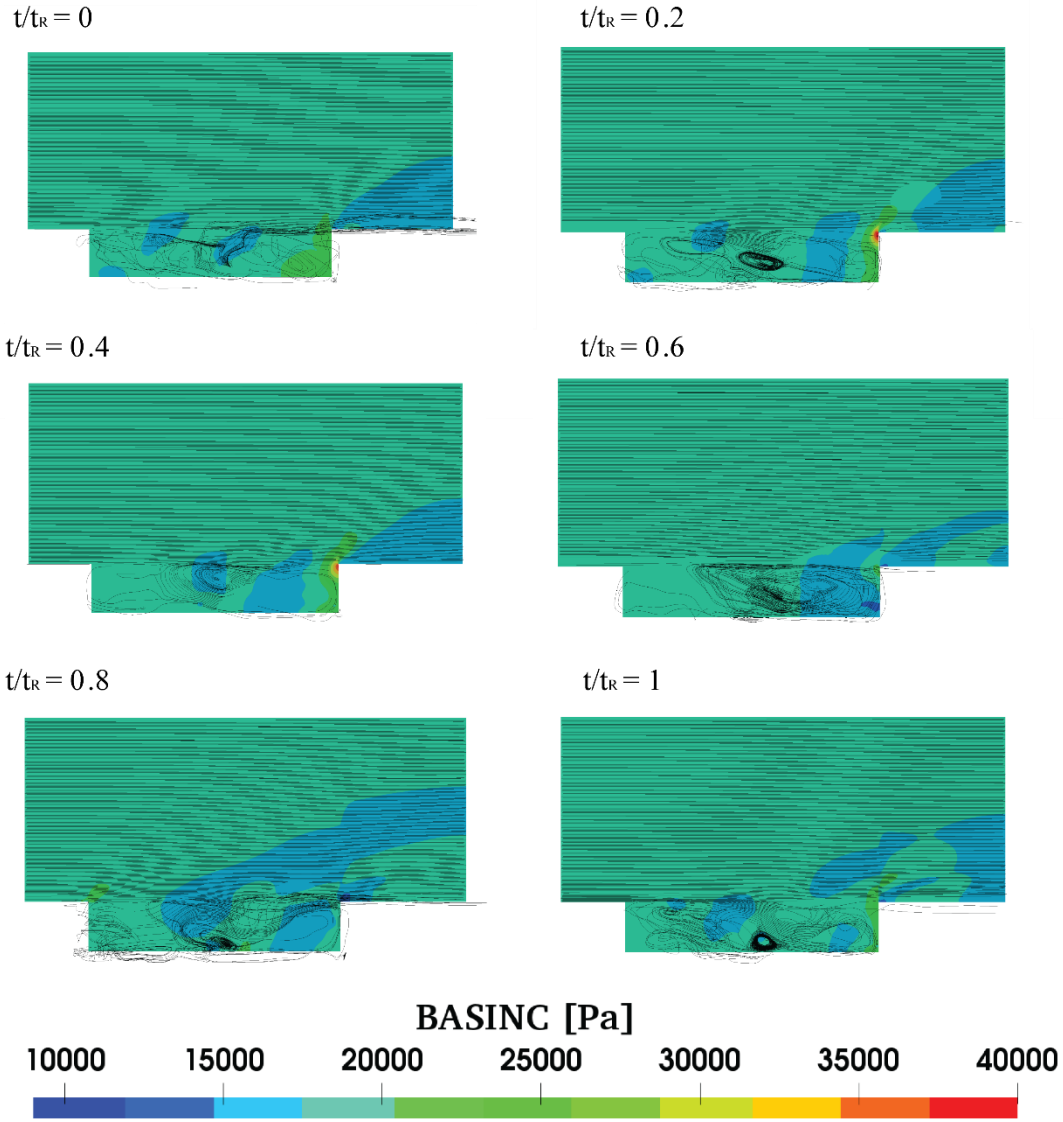 t/tR = 0
t/tR = 0.2
t/tR = 0.4
t/tR = 0.6
t/tR = 0.8
t/tR = 1
BASINC [Pa]
10000 15000 20000 25000 30000 35000 40000